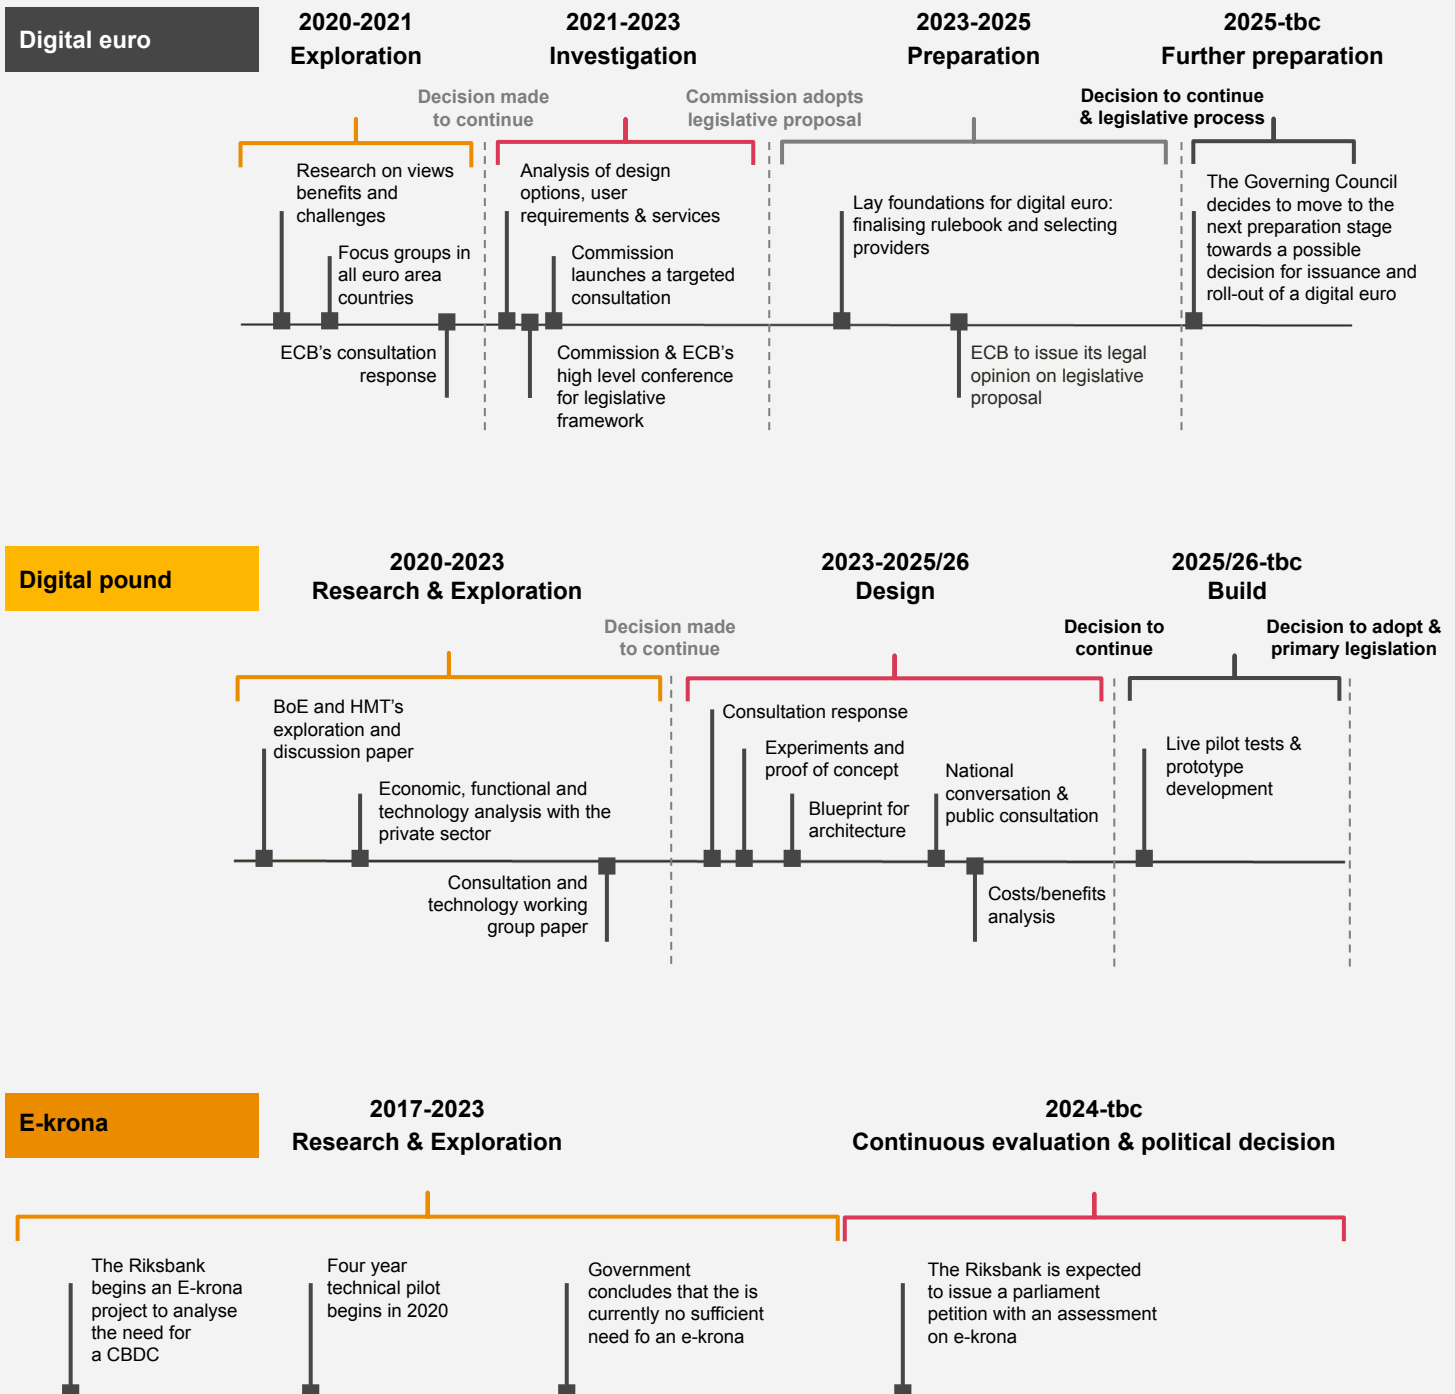 Digital euro
2020-2021
Exploration
2021-2023
Investigation
2023-2025
Preparation
2025-tbc
Further preparation
Decision made
to continue
Commission adopts
legislative proposal
Decision to continue
& legislative process
Research on views
benefits and
challenges
Focus groups in
all euro area
countries
ECB's consultation
response
Analysis of design
options, user
requirements & services
Commission
launches a targeted
consultation
Commission & ECB's
high level conference
for legislative
framework
Lay foundations for digital euro:
finalising rulebook and selecting
providers
ECB to issue its legal
opinion on legislative
proposal
The Governing Council
decides to move to the
next preparation stage
towards a possible
decision for issuance and
roll-out of a digital euro
Digital pound
2020-2023
Research & Exploration
2023-2025/26
Design
2025/26-tbc
Build
Decision made
to continue
Decision to
continue
Decision to adopt &
primary legislation
BoE and HMT's
exploration and
discussion paper
Economic, functional and
technology analysis with the
private sector
Consultation and
technology working
group paper
Consultation response
Experiments and
proof of concept
Blueprint for
architecture
National
conversation &
public consultation
Costs/benefits
analysis
Live pilot tests &
prototype
development
E-krona
2017-2023
Research & Exploration
2024-tbc
Continuous evaluation & political decision
The Riksbank
begins an E-krona
project to analyse
the need for
a CBDC
Four year
technical pilot
begins in 2020
Government
concludes that the is
currently no sufficient
need fo an e-krona
The Riksbank is expected
to issue a parliament
petition with an assessment
on e-krona